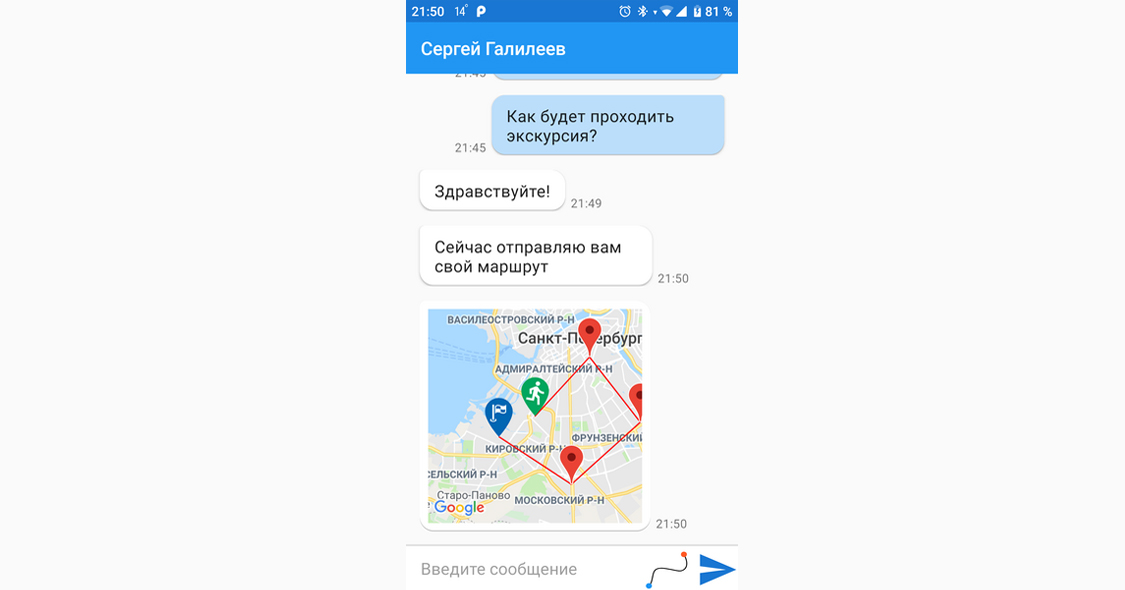 21:50 14° P 81 %
Сергей Галилеев
21:45
Как будет проходить
экскурсия?
21:45
Здравствуйте!
21:49
Сейчас отправляю вам
свой маршрут
21:50
ВАСИЛЕОСТРОВСКИЙ Р-Н
Санкт-П рбург
АДМИРАЛТЕЙСКИЙ Р-Н
ФРУНЗЕНСКИЙ
КИРОВСКИЙ Р-Н
СЕЛЬСКИЙ Р-Н
Старо-Паново
МОСКОВСКИЙ Р-Н
Google
21:50
Введите сообщение